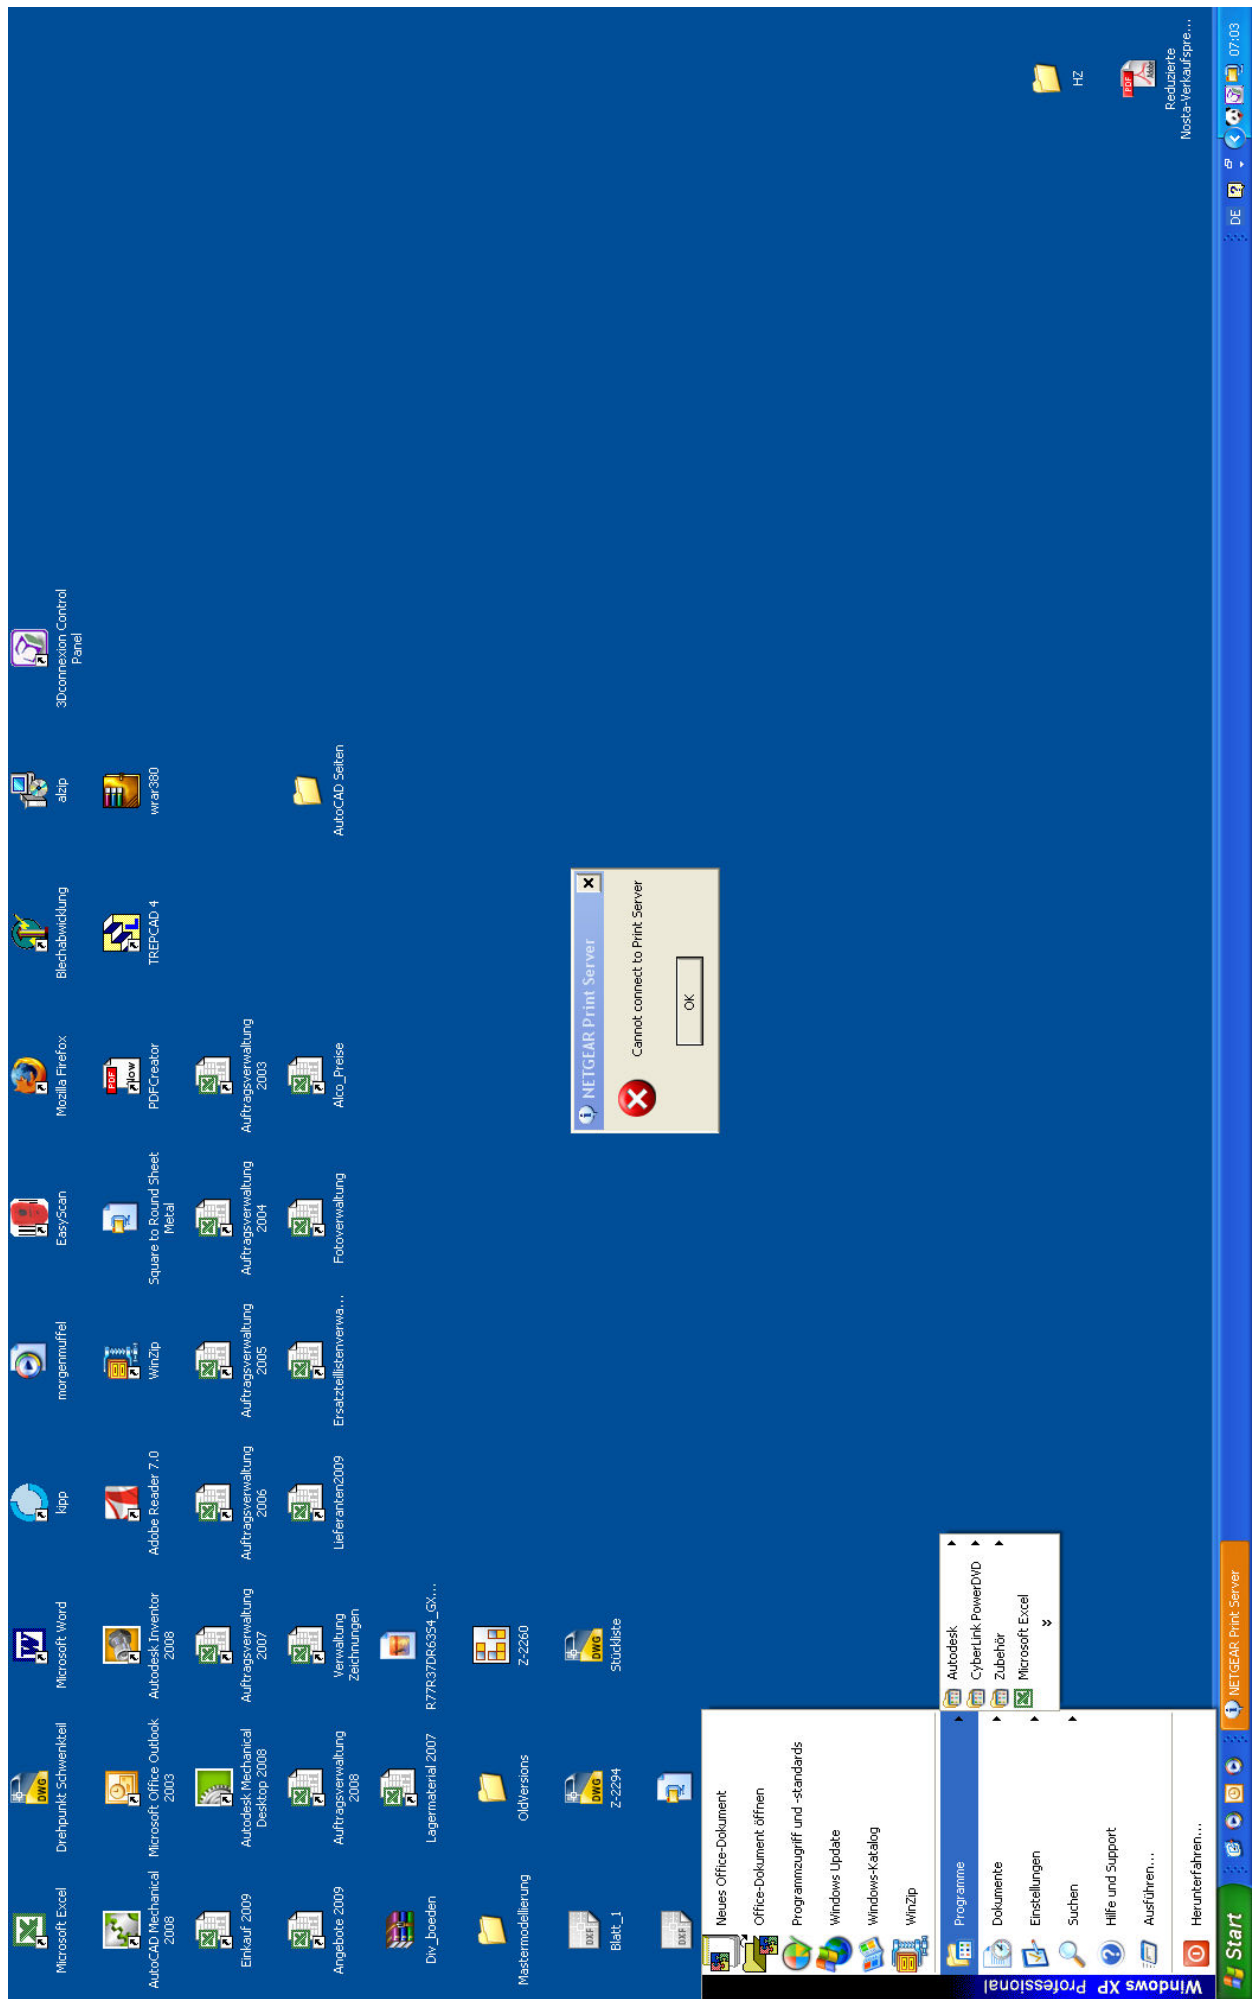 Microsoft Excel
Drehpunkt Schwenkteil
Microsoft Word
kipp
morgenmuffel
EasyScan
Mozilla Firefox
Blechabwicklung
alzip
3Dconnexion Control
Panel
AutoCAD Mechanical
2008
Microsoft Office Outlook
2003
Autodesk Inventor
2008
Adobe Reader 7.0
WinZip
Square to Round Sheet
Metal
PDFCreator
TREPCAD 4
wrar380
Einkauf 2009
Autodesk Mechanical
Desktop 2008
Auftragsverwaltung
2007
Auftragsverwaltung
2006
Auftragsverwaltung
2005
Auftragsverwaltung
2004
Auftragsverwaltung
2003
Angebote 2009
Auftragsverwaltung
2008
Verwaltung
Zeichnungen
Lieferanten2009
Ersatzteillistenverwa...
Fotoverwaltung
Alco_Preise
AutoCAD Seiten
Div_boeden
Lagermaterial 2007
R77R37DR63S4_GX...
Mastermodellierung
OldVersions
Z-2260
Blatt_1
Z-2294
Stückliste
NETGEAR Print Server
Cannot connect to Print Server
OK
HZ
Reduzierte
Nosta-Verkaufspre...
Windows XP Professional
Neues Office-Dokument
Office-Dokument öffnen
Programmzugriff und -standards
Windows Update
Windows-Katalog
WinZip
Programme
Dokumente
Einstellungen
Suchen
Hilfe und Support
Ausführen...
Herunterfahren...
Autodesk
CyberLink PowerDVD
Zubehör
Microsoft Excel
Start
NETGEAR Print Server
DE
07:03